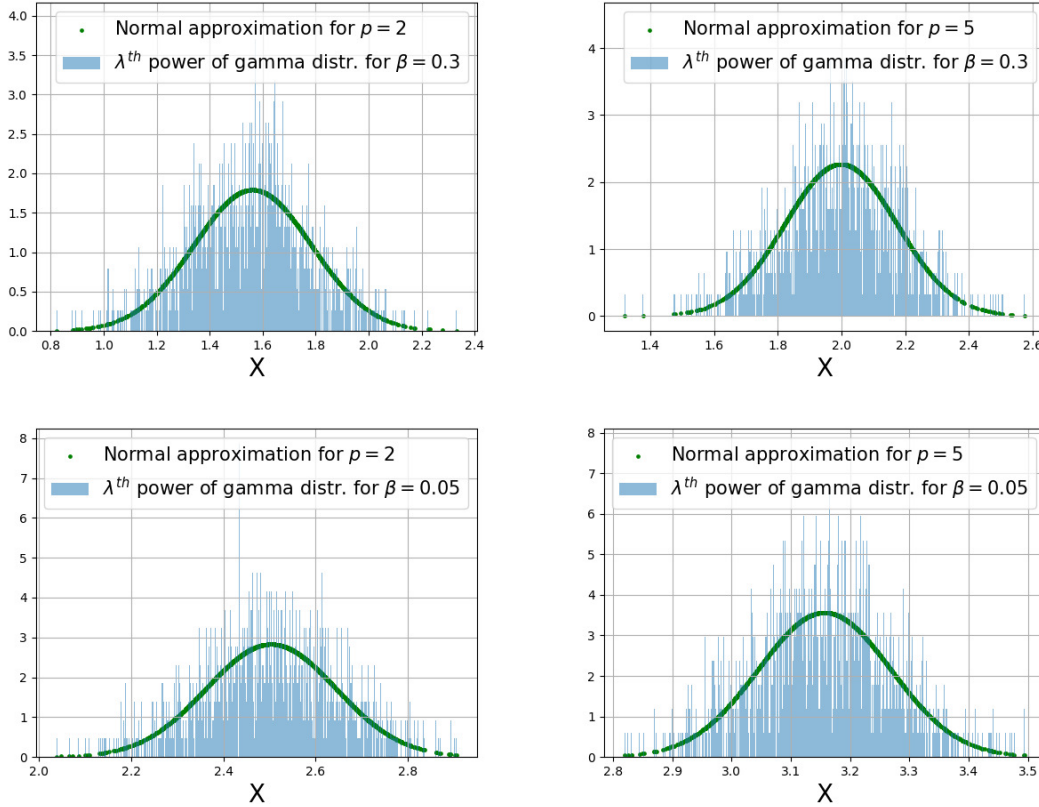 4.0
3.5
3.0
2.5
2.0
1.5
1.0
0.5
0.0
Normal approximation for p = 2
λth power of gamma distr. for β = 0.3
0.8 1.0 1.2 1.4 1.6 1.8 2.0 2.2 2.4
X
4
3
2
1
0
Normal approximation for p = 5
λth power of gamma distr. for β = 0.3
1.4 1.6 1.8 2.0 2.2 2.4 2.6
X
8
7
6
5
4
3
2
1
0
Normal approximation for p = 2
λth power of gamma distr. for β = 0.05
2.0 2.2 2.4 2.6 2.8
X
8
7
6
5
4
3
2
1
0
Normal approximation for p = 5
λth power of gamma distr. for β = 0.05
2.8 2.9 3.0 3.1 3.2 3.3 3.4 3.5
X